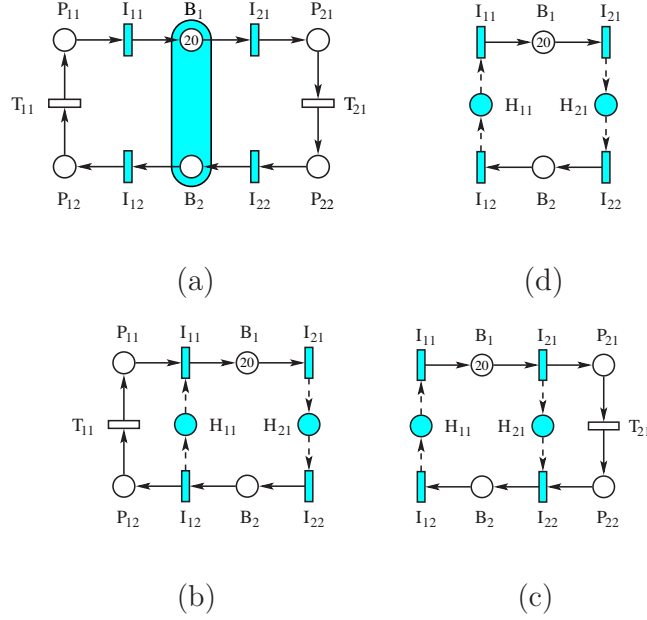 P11 I11 B1 I21 P21
20
T11 T21
P12 I12 B2 I22 P22
(a)
I11 B1 I21
20
H11 H21
I12 B2 I22
(d)
P11 I11 B1 I21
20
T11 H11 H21
P12 I12 B2 I22
(b)
I11 B1 I21 P21
20
H11 H21 T21
I12 B2 I22 P22
(c)